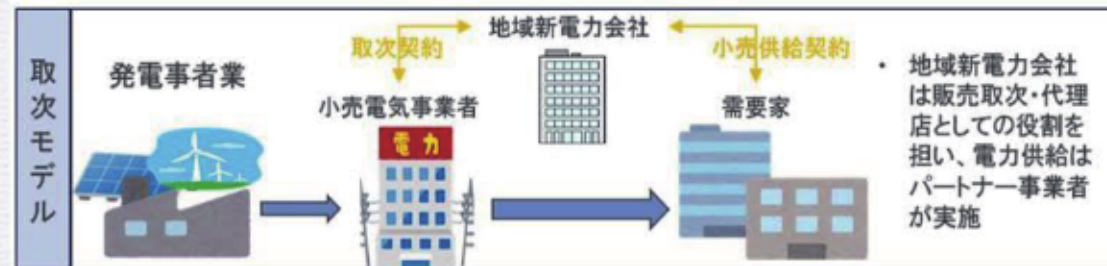 取次モデル
地域新電力会社
取次契約
小売供給契約
発電事者業
小売電気事業者
需要家
電力
・ 地域新電力会社
は販売取次・代理
店としての役割を
担い、電力供給は
パートナー事業者
が実施